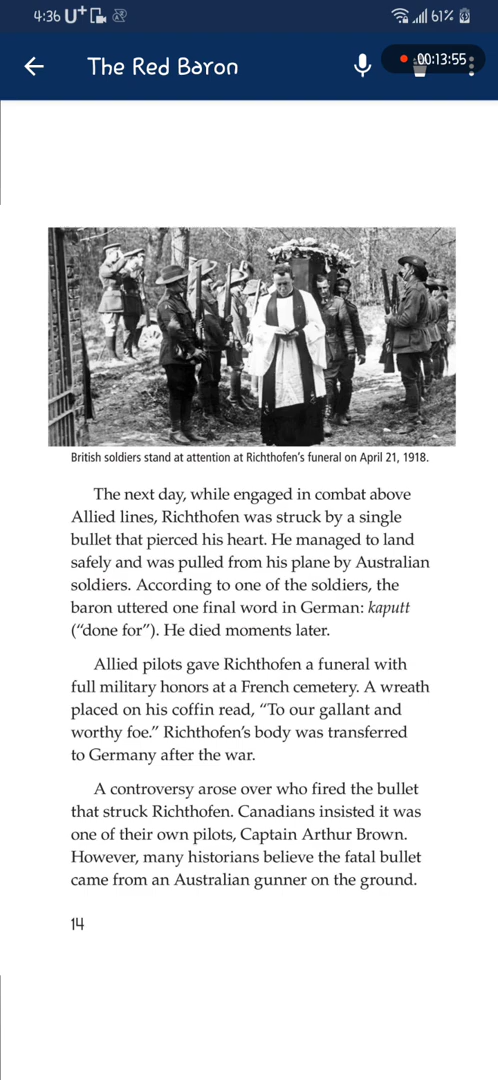 4:36 U+
61%
The Red Baron
00:13:55
British soldiers stand at attention at Richthofen's funeral on April 21, 1918.
The next day, while engaged in combat above
Allied lines, Richthofen was struck by a single
bullet that pierced his heart. He managed to land
safely and was pulled from his plane by Australian
soldiers. According to one of the soldiers, the
baron uttered one final word in German: kaputt
(“done for”). He died moments later.
Allied pilots gave Richthofen a funeral with
full military honors at a French cemetery. A wreath
placed on his coffin read, “To our gallant and
worthy foe.” Richthofen's body was transferred
to Germany after the war.
A controversy arose over who fired the bullet
that struck Richthofen. Canadians insisted it was
one of their own pilots, Captain Arthur Brown.
However, many historians believe the fatal bullet
came from an Australian gunner on the ground.
14